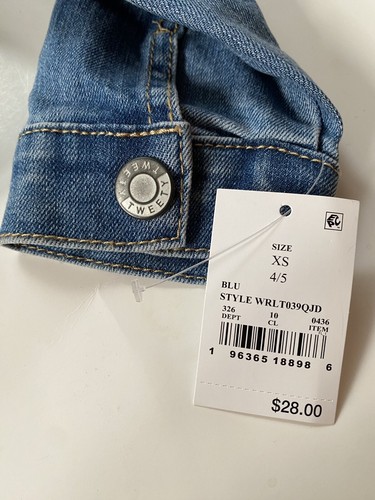 TWEETY TWEETY
SIZE
XS
4/5
BLU
STYLE WRLT039QJD
326 10 0436
DEPT CL ITEM
1 96365 18898 6
$28.00